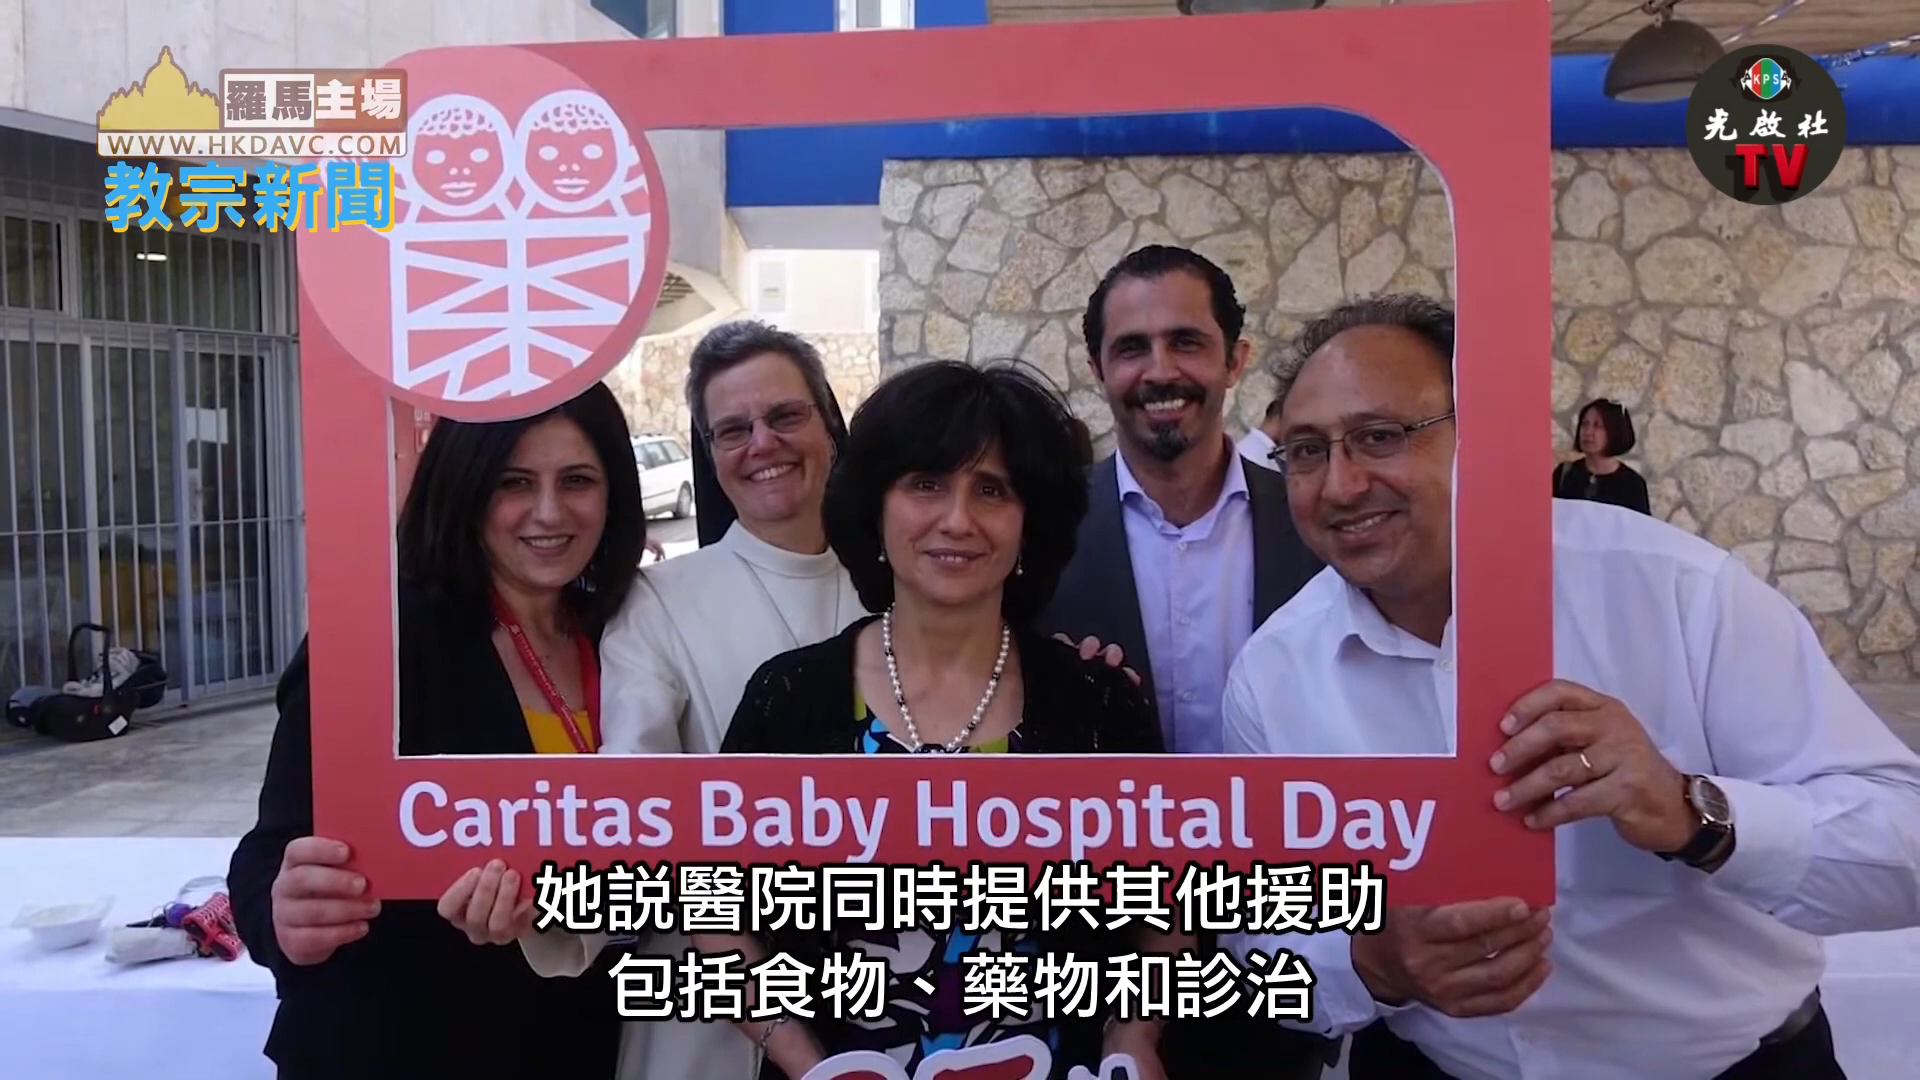 羅馬主場
WWW.HKDAVC.COM
教宗新聞
KPS
光啟社
TV
Caritas Baby Hospital Day
她説醫院同時提供其他援助
包括食物、藥物和診治